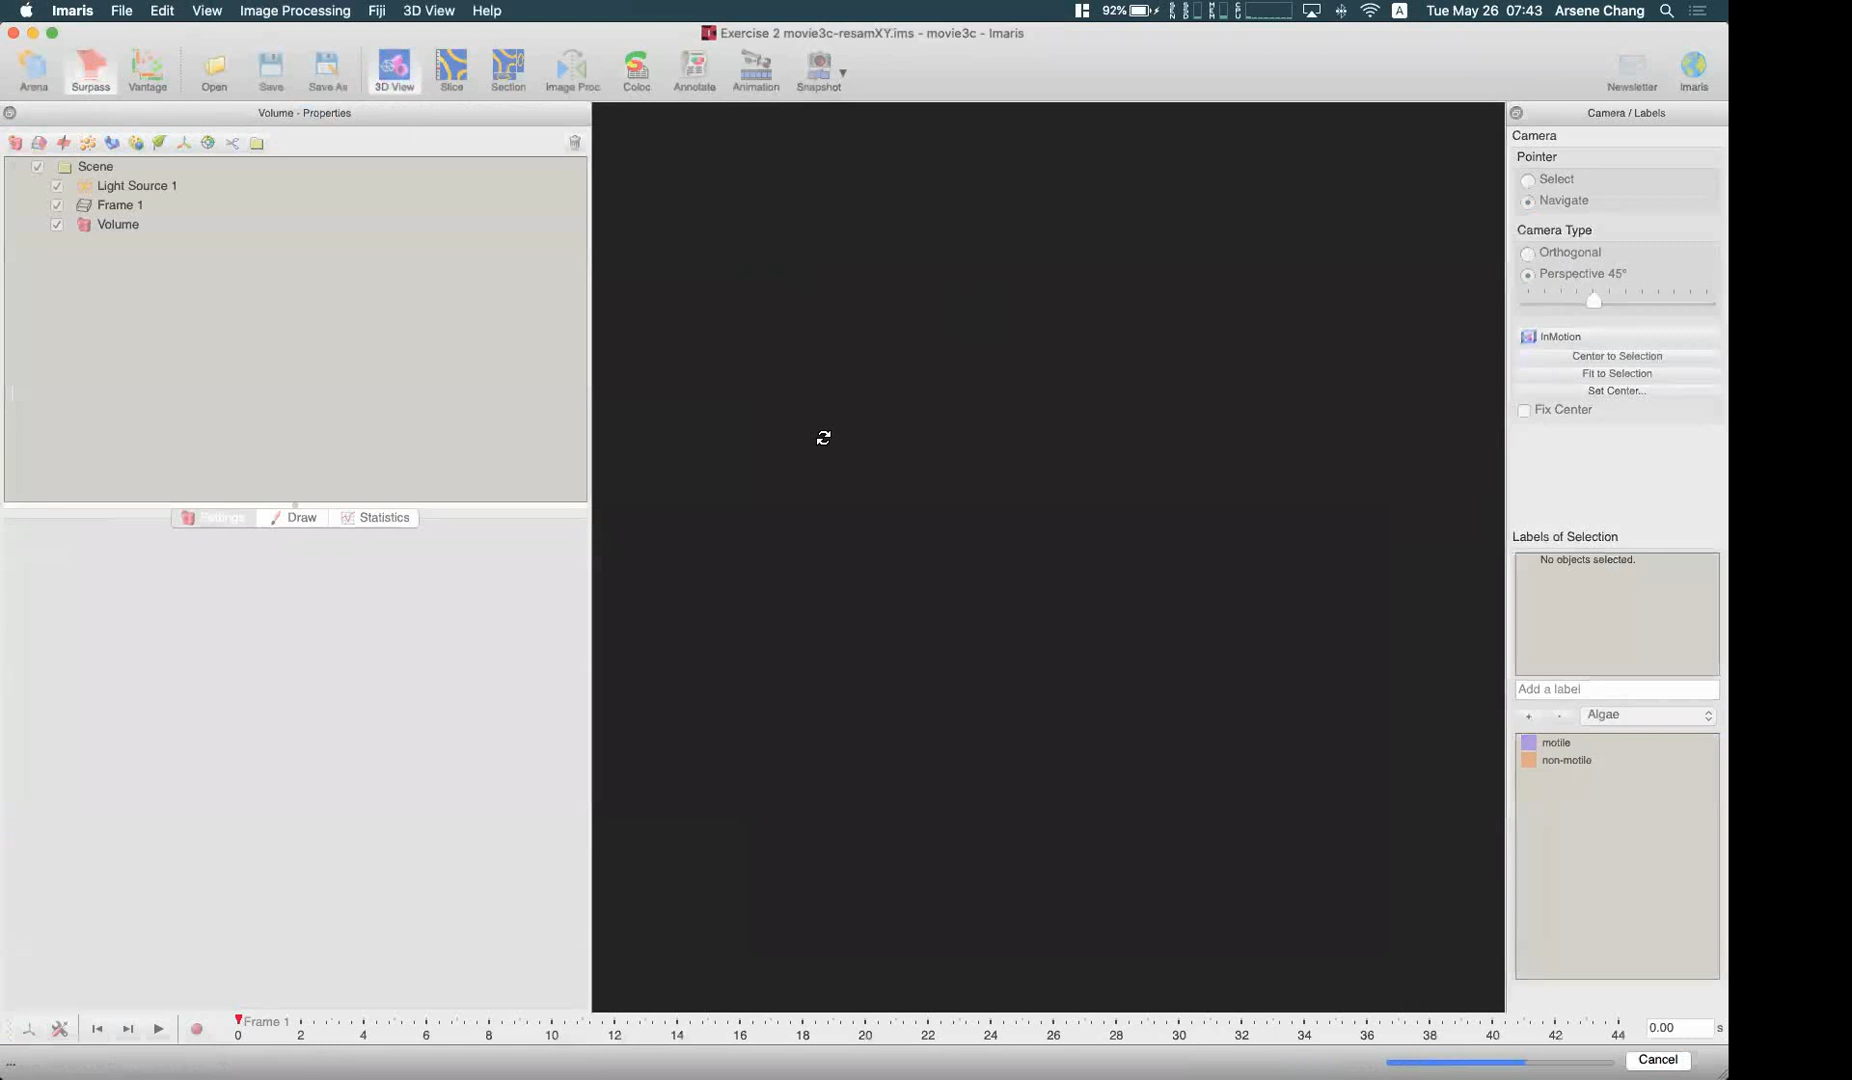 Imaris File Edit View Image Processing Fiji 3D View Help 92% A Tue May 26 07:43 Arsene Chang
Exercise 2 movie3c-resamXY.ims - movie3c - Imaris
Arena Surpass Vantage Open Save Save As 3D View Slice Section Image Proc. Coloc Annotate Animation Snapshot Newsletter Imaris
Volume - Properties
Camera / Labels
Scene
Light Source 1
Frame 1
Volume
Settings Draw Statistics
Camera
Pointer
Select
Navigate
Camera Type
Orthogonal
Perspective 45°
InMotion
Center to Selection
Fit to Selection
Set Center...
Fix Center
Labels of Selection
No objects selected.
Add a label
+ - Algae
motile
non-motile
Frame 1
0 2 4 6 8 10 12 14 16 18 20 22 24 26 28 30 32 34 36 38 40 42 44 0.00 s
... Cancel